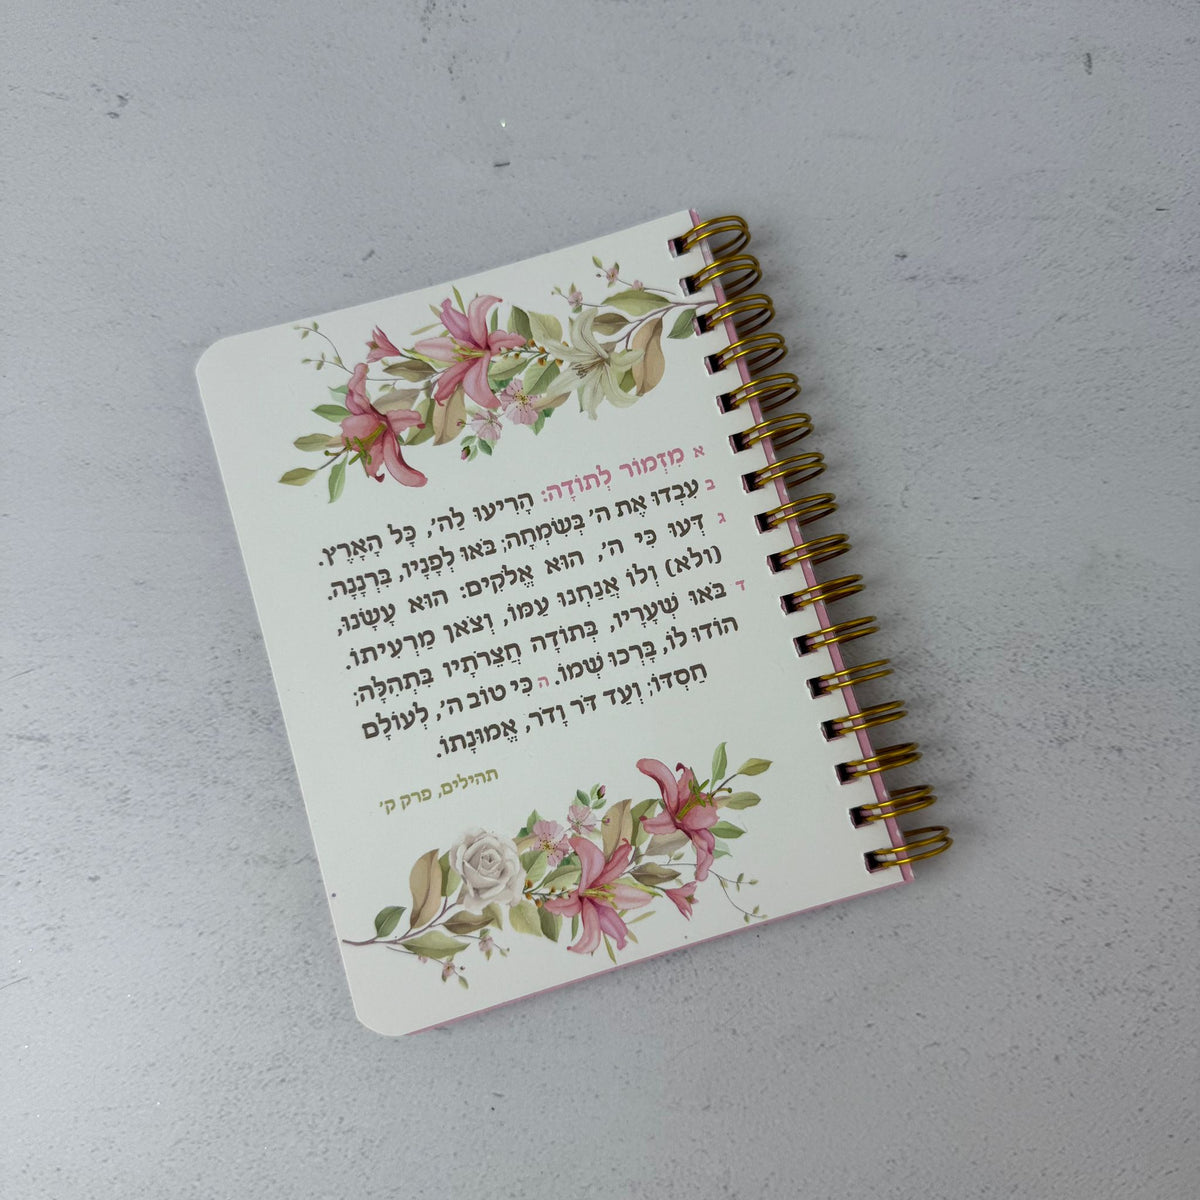 א מִזְמוֹר לְתוֹדָה: הָרִיעוּ לַה׳, כָּל הָאָרֶץ.
ב עִבְדוּ אֶת ה׳ בְּשִׂמְחָה; בֹּאוּ לְפָנָיו, בִּרְנָנָה.
ג דְּעוּ כִּי ה׳, הוּא אֱלֹקִים: הוּא עָשָׂנוּ,
(ולא) וְלוֹ אֲנַחְנוּ עַמּוֹ, וְצֹאן מַרְעִיתוֹ.
ד בֹּאוּ שְׁעָרָיו, בְּתוֹדָה חֲצֵרֹתָיו בִּתְהִלָּה;
הוֹדוּ לוֹ, בָּרְכוּ שְׁמוֹ. ה כִּי טוֹב ה׳, לְעוֹלָם
חַסְדּוֹ; וְעַד דֹּר וָדֹר, אֱמוּנָתוֹ.
תהילים, פרק ק׳